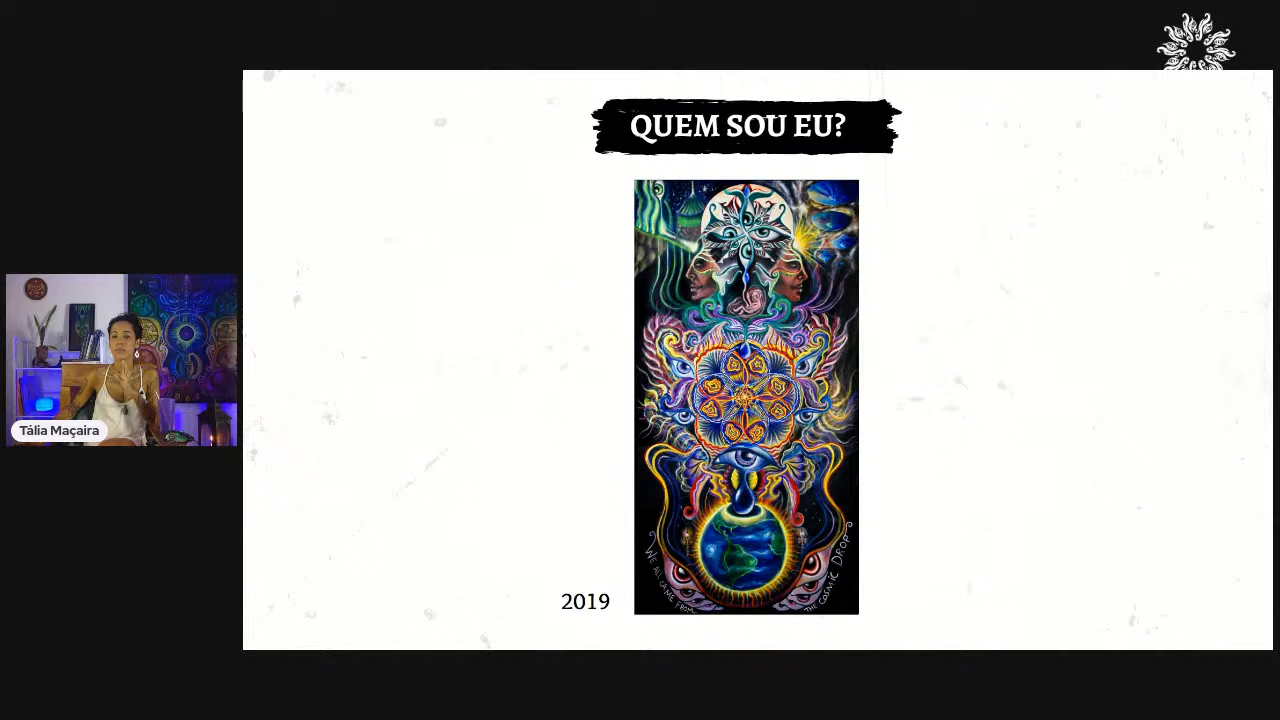 QUEM SOU EU?
Tália Maçaira
2019
WE ALL CAME FROM
THE COSMIC DROP